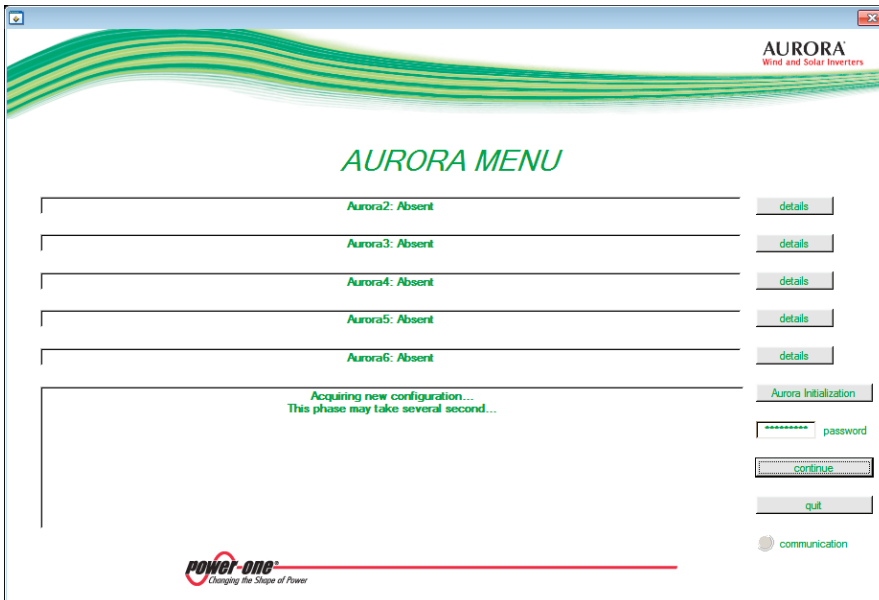 AURORA
Wind and Solar Inverters
AURORA MENU
Aurora2: Absent
details
Aurora3: Absent
details
Aurora4: Absent
details
Aurora5: Absent
details
Aurora6: Absent
details
Acquiring new configuration...
This phase may take several second...
Aurora Initialization
********* password
continue
quit
communication
power-one
Changing the Shape of Power